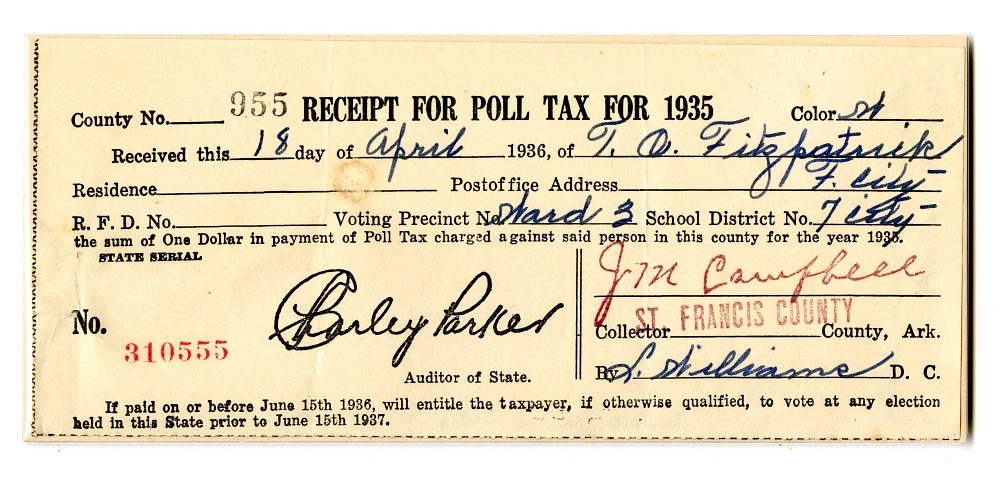 County No. 955 RECEIPT FOR POLL TAX FOR 1935 Color W
Received this 18 day of April 1936, of T. O. Fitzpatrick
Residence Postoffice Address F. City
R. F. D. No. Voting Precinct No. Ward 3 School District No. 7 city
the sum of One Dollar in payment of Poll Tax charged against said person in this county for the year 1935.
STATE SERIAL
No. 310555
Charley Parker
Auditor of State.
J M Campbell
ST. FRANCIS COUNTY
Collector County, Ark.
By L. Williams D. C.
If paid on or before June 15th 1936, will entitle the taxpayer, if otherwise qualified, to vote at any election
held in this State prior to June 15th 1937.